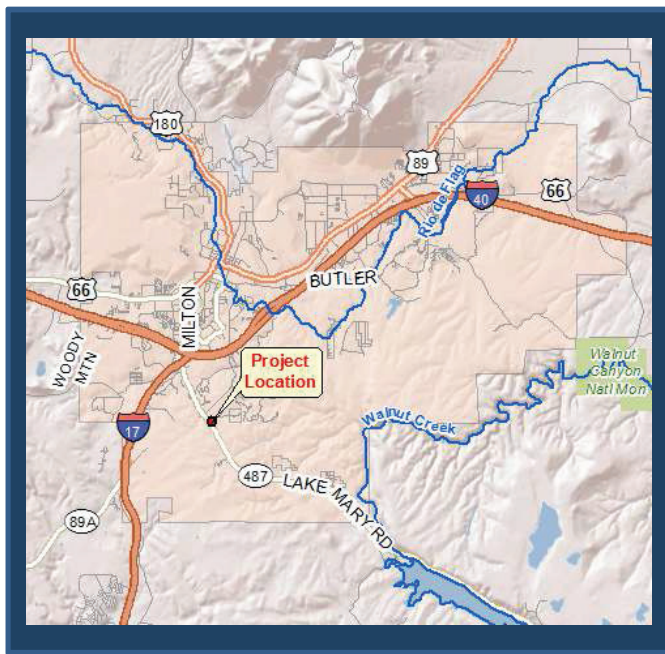 180
89
Rio de Flag
40
66
BUTLER
66
MILTON
WOODY
MTN
Project
Location
Walnut
Canyon
Natl Mon
Walnut Creek
17
487
LAKE MARY RD
89A